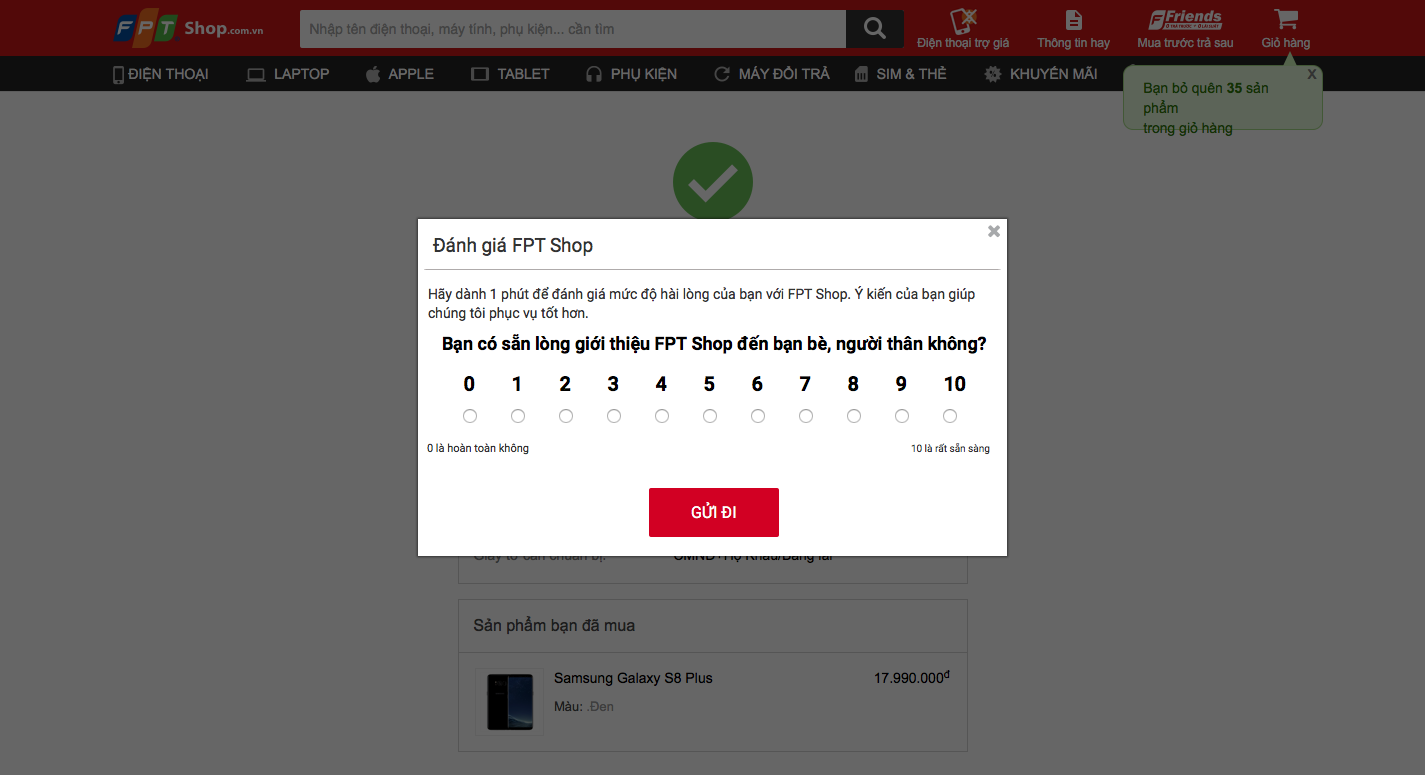 FPT Shop.com.vn
Nhập tên điện thoại, máy tính, phụ kiện... cần tìm
Điện thoại trợ giá
Thông tin hay
Friends
Mua trước trả sau
Giỏ hàng
ĐIỆN THOẠI
LAPTOP
APPLE
TABLET
PHỤ KIỆN
MÁY ĐỔI TRẢ
SIM & THẺ
KHUYẾN MÃI
X
Bạn bỏ quên 35 sản
phẩm
trong giỏ hàng
Đánh giá FPT Shop
Hãy dành 1 phút để đánh giá mức độ hài lòng của bạn với FPT Shop. Ý kiến của bạn giúp
chúng tôi phục vụ tốt hơn.
Bạn có sẵn lòng giới thiệu FPT Shop đến bạn bè, người thân không?
0 1 2 3 4 5 6 7 8 9 10
0 là hoàn toàn không
10 là rất sẵn sàng
GỬI ĐI
Giấy tờ cần chuẩn bị:
CMND+Hộ Khẩu/Bằng lái
Sản phẩm bạn đã mua
Samsung Galaxy S8 Plus
17.990.000đ
Màu: .Đen